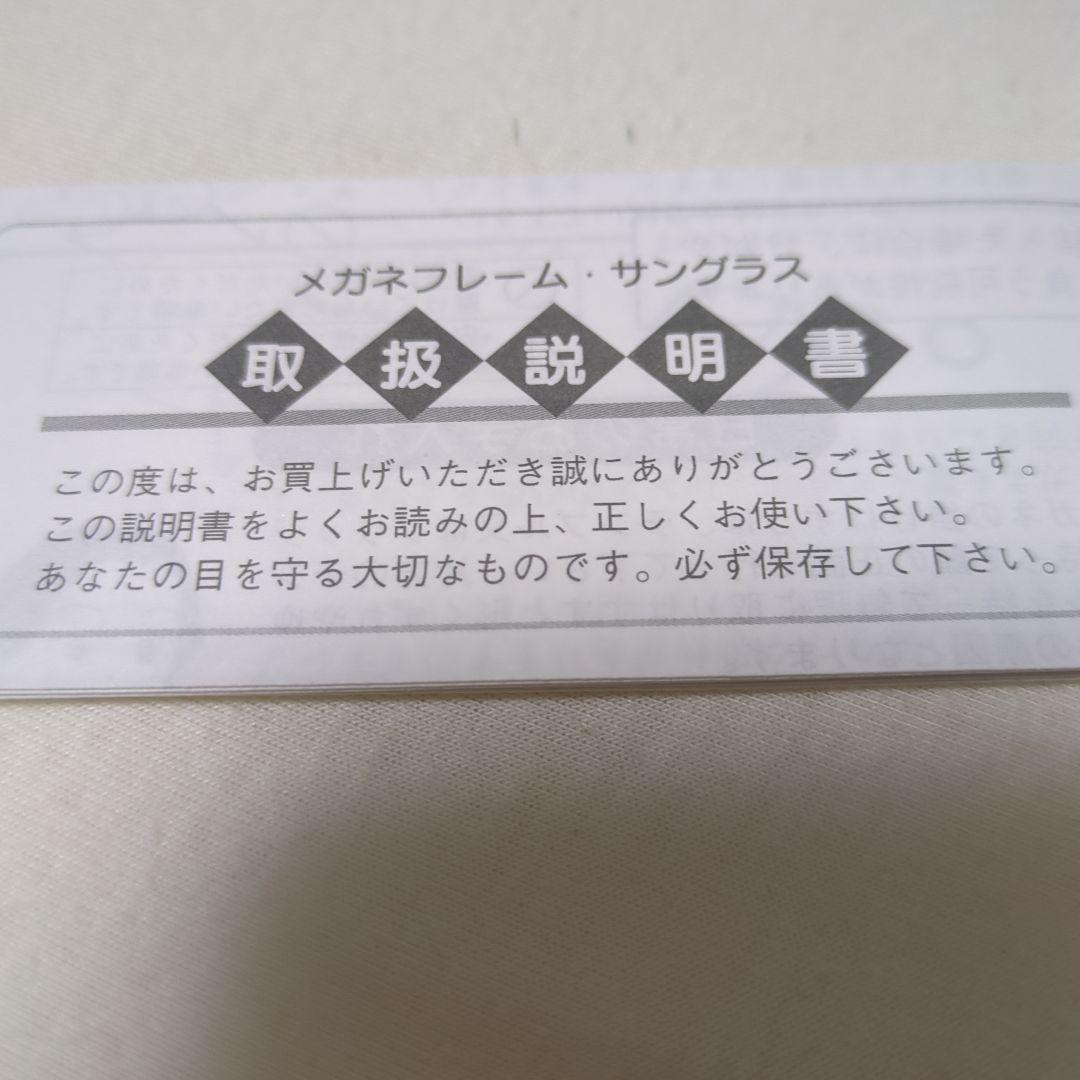 メガネフレーム・サングラス
取扱説明書
この度は、お買上げいただき誠にありがとうございます。
この説明書をよくお読みの上、正しくお使い下さい。
あなたの目を守る大切なものです。必ず保存して下さい。